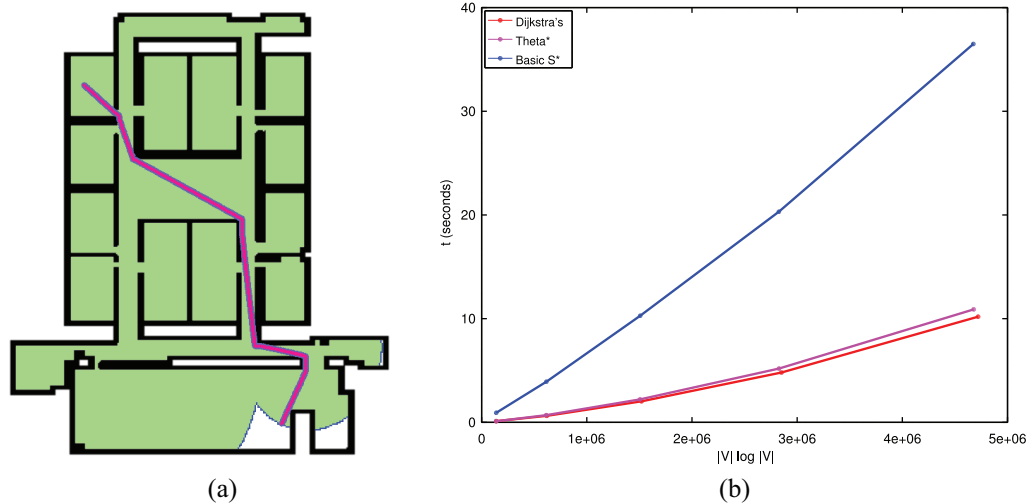 40
Dijkstra's
Theta*
Basic S*
30
20
10
0
t (seconds)
0 1e+06 2e+06 3e+06 4e+06 5e+06
|V| log |V|
(a) (b)